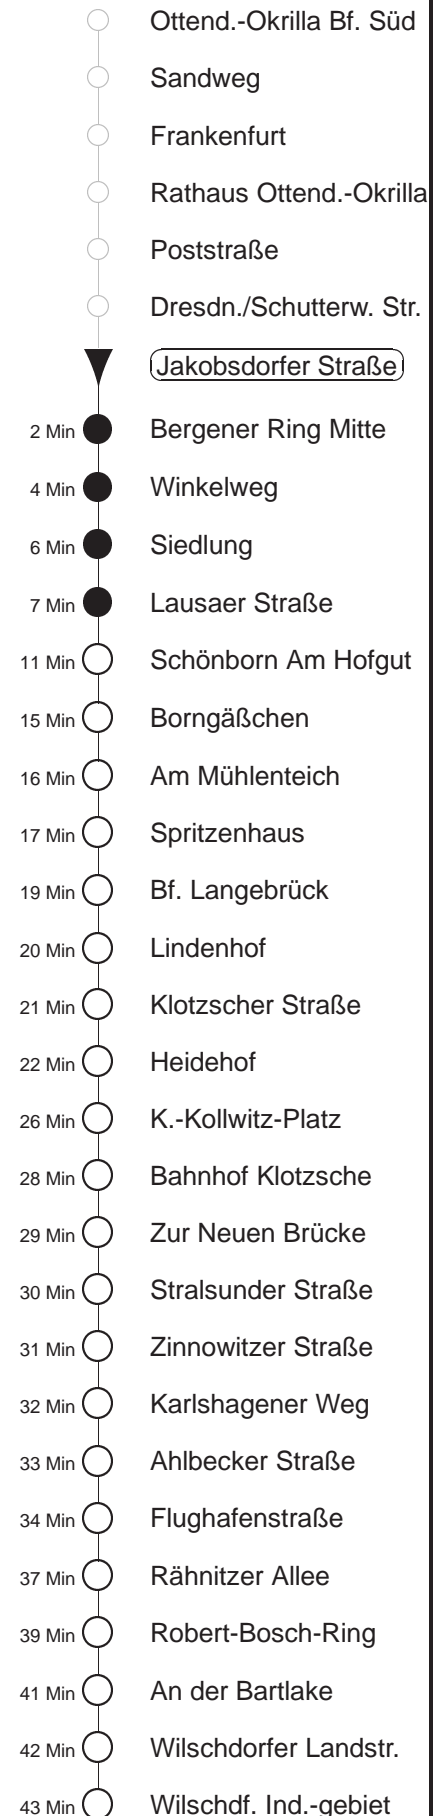 Ottend.-Okrilla Bf. Süd
Sandweg
Frankenfurt
Rathaus Ottend.-Okrilla
Poststraße
Dresdn./Schutterw. Str.
Jakobsdorfer Straße
2 Min Bergener Ring Mitte
4 Min Winkelweg
6 Min Siedlung
7 Min Lausaer Straße
11 Min Schönborn Am Hofgut
15 Min Borngäßchen
16 Min Am Mühlenteich
17 Min Spritzenhaus
19 Min Bf. Langebrück
20 Min Lindenhof
21 Min Klotzscher Straße
22 Min Heidehof
26 Min K.-Kollwitz-Platz
28 Min Bahnhof Klotzsche
29 Min Zur Neuen Brücke
30 Min Stralsunder Straße
31 Min Zinnowitzer Straße
32 Min Karlshagener Weg
33 Min Ahlbecker Straße
34 Min Flughafenstraße
37 Min Rähnitzer Allee
39 Min Robert-Bosch-Ring
41 Min An der Bartlake
42 Min Wilschdorfer Landstr.
43 Min Wilschdf. Ind.-gebiet